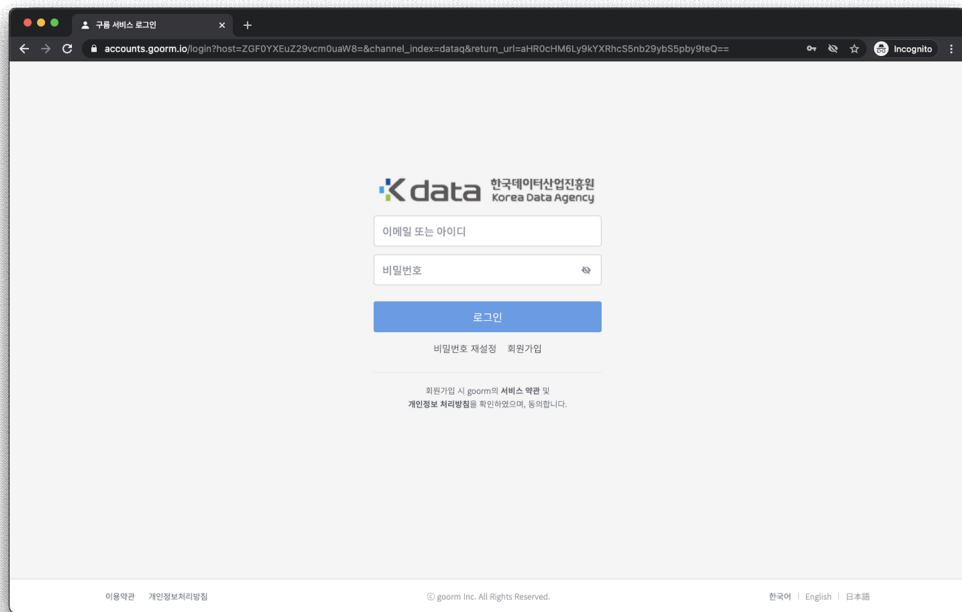 구름 서비스 로그인
accounts.goorm.io/login?host=ZGF0YXEuZ29vcm0uaW8=&channel_index=dataq&return_url=aHR0cHM6Ly9kYXRhcS5nb29ybS5pby9teQ==
Incognito
K data 한국데이터산업진흥원
Korea Data Agency
이메일 또는 아이디
비밀번호
로그인
비밀번호 재설정 회원가입
회원가입 시 goorm의 서비스 약관 및
개인정보 처리방침을 확인하였으며, 동의합니다.
이용약관 개인정보처리방침 ⓒ goorm Inc. All Rights Reserved. 한국어 | English | 日本語